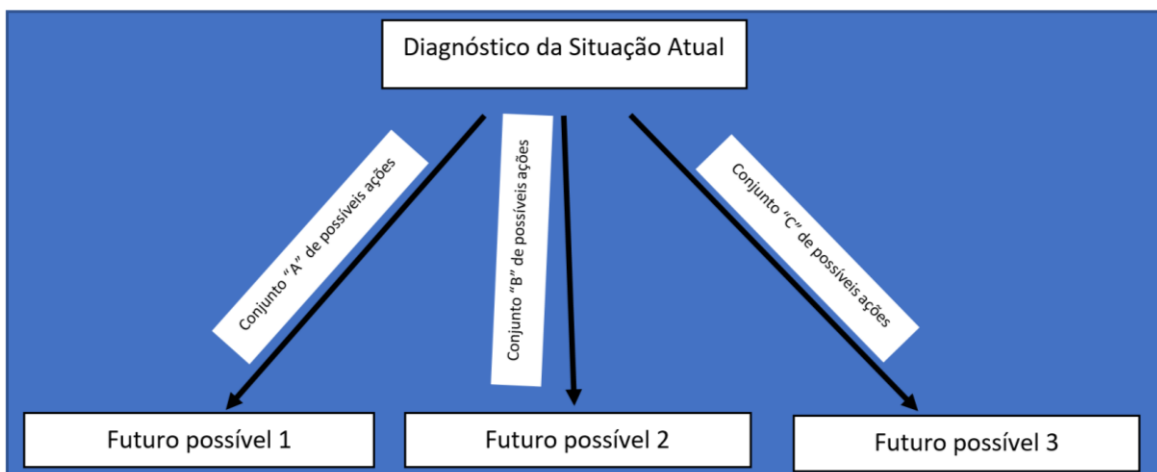 Diagnóstico da Situação Atual
Conjunto “A” de possíveis ações
Conjunto “B” de possíveis ações
Conjunto “C” de possíveis ações
Futuro possível 1
Futuro possível 2
Futuro possível 3